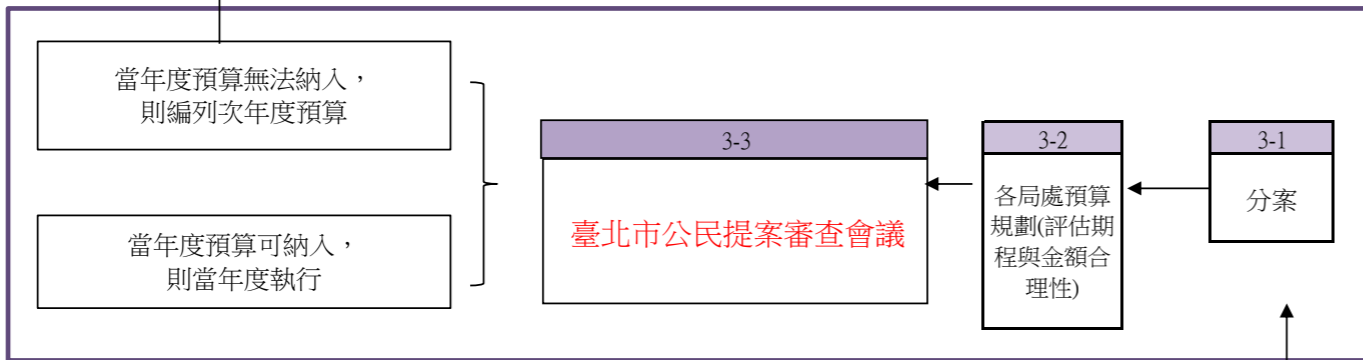 當年度預算無法納入，
則編列次年度預算
當年度預算可納入，
則當年度執行
3-3
臺北市公民提案審查會議
3-2
各局處預算
規劃(評估期
程與金額合
理性)
3-1
分案